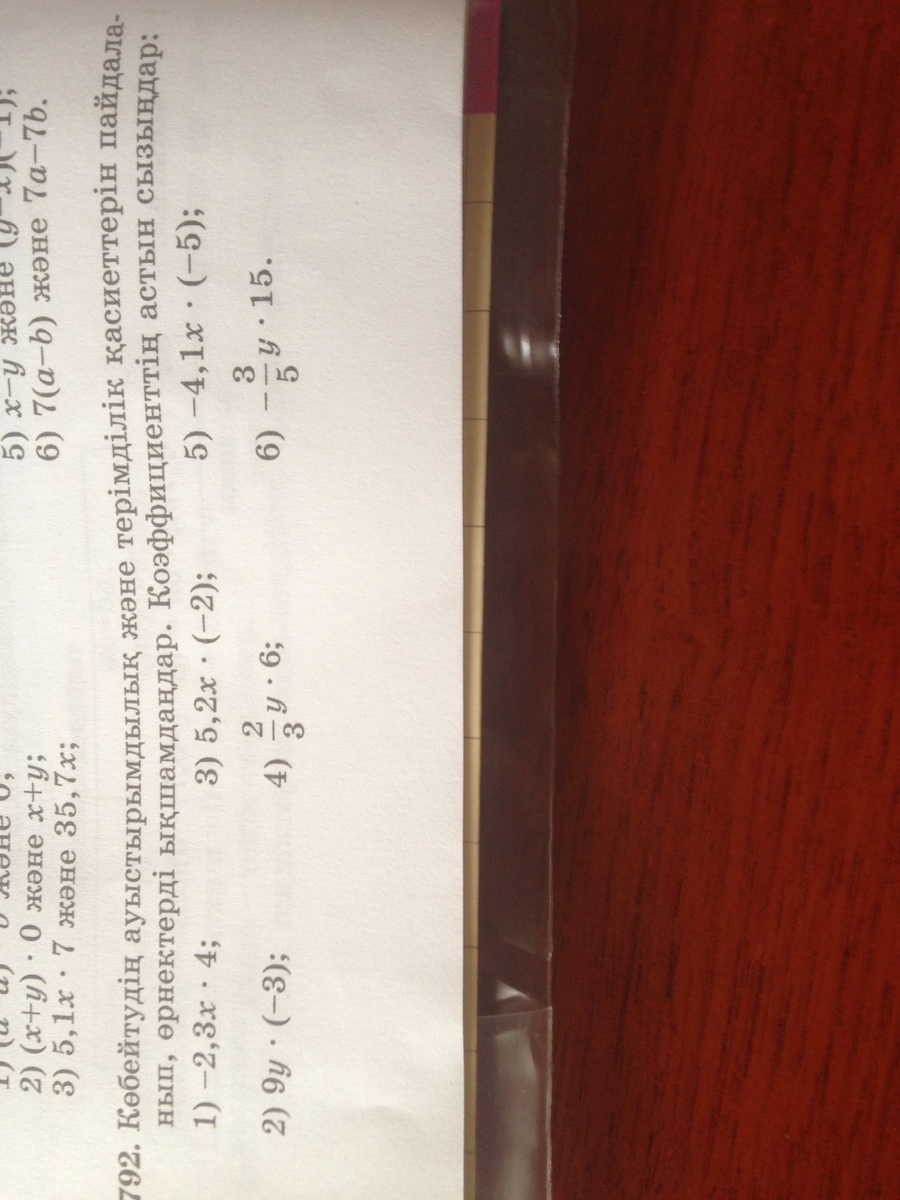 5) x−y және (y−x)(−1);
2) (x+y) · 0 және x+y;
6) 7(a−b) және 7a−7b.
3) 5,1x · 7 және 35,7x;
792. Көбейтудің ауыстырымдылық және терімділік қасиеттерін пайдала-
нып, өрнектерді ықшамдаңдар. Коэффициенттің астын сызыңдар:
1) −2,3x · 4; 3) 5,2x · (−2); 5) −4,1x · (−5);
2) 9y · (−3); 4) 2/3 y · 6; 6) −3/5 y · 15.